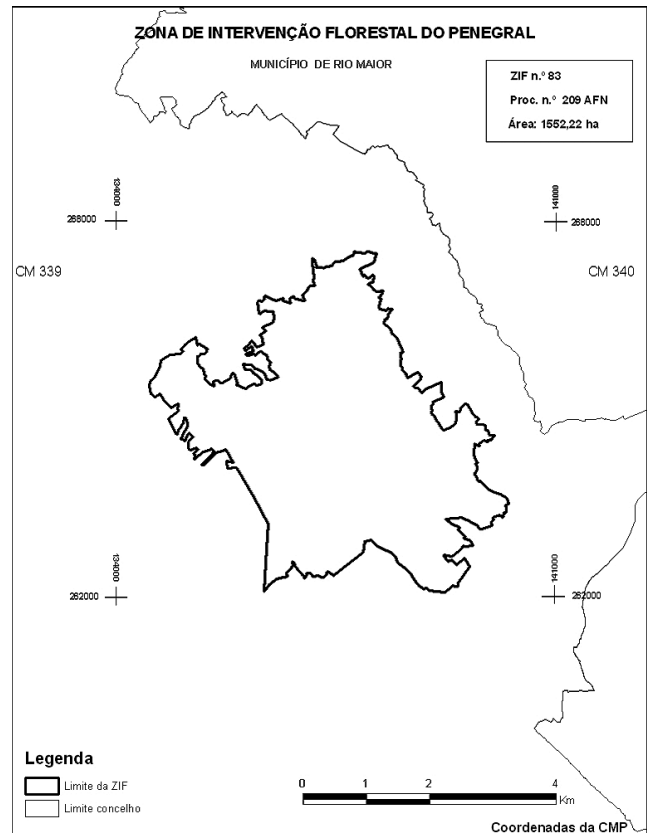 ZONA DE INTERVENÇÃO FLORESTAL DO PENEGRAL
MUNICÍPIO DE RIO MAIOR
ZIF n.º 83
Proc. n.º 209 AFN
Área: 1552,22 ha
134000
141000
268000
268000
CM 339
CM 340
134000
141000
262000
262000
Legenda
Limite da ZIF
Limite concelho
0 1 2 4
Km
Coordenadas da CMP